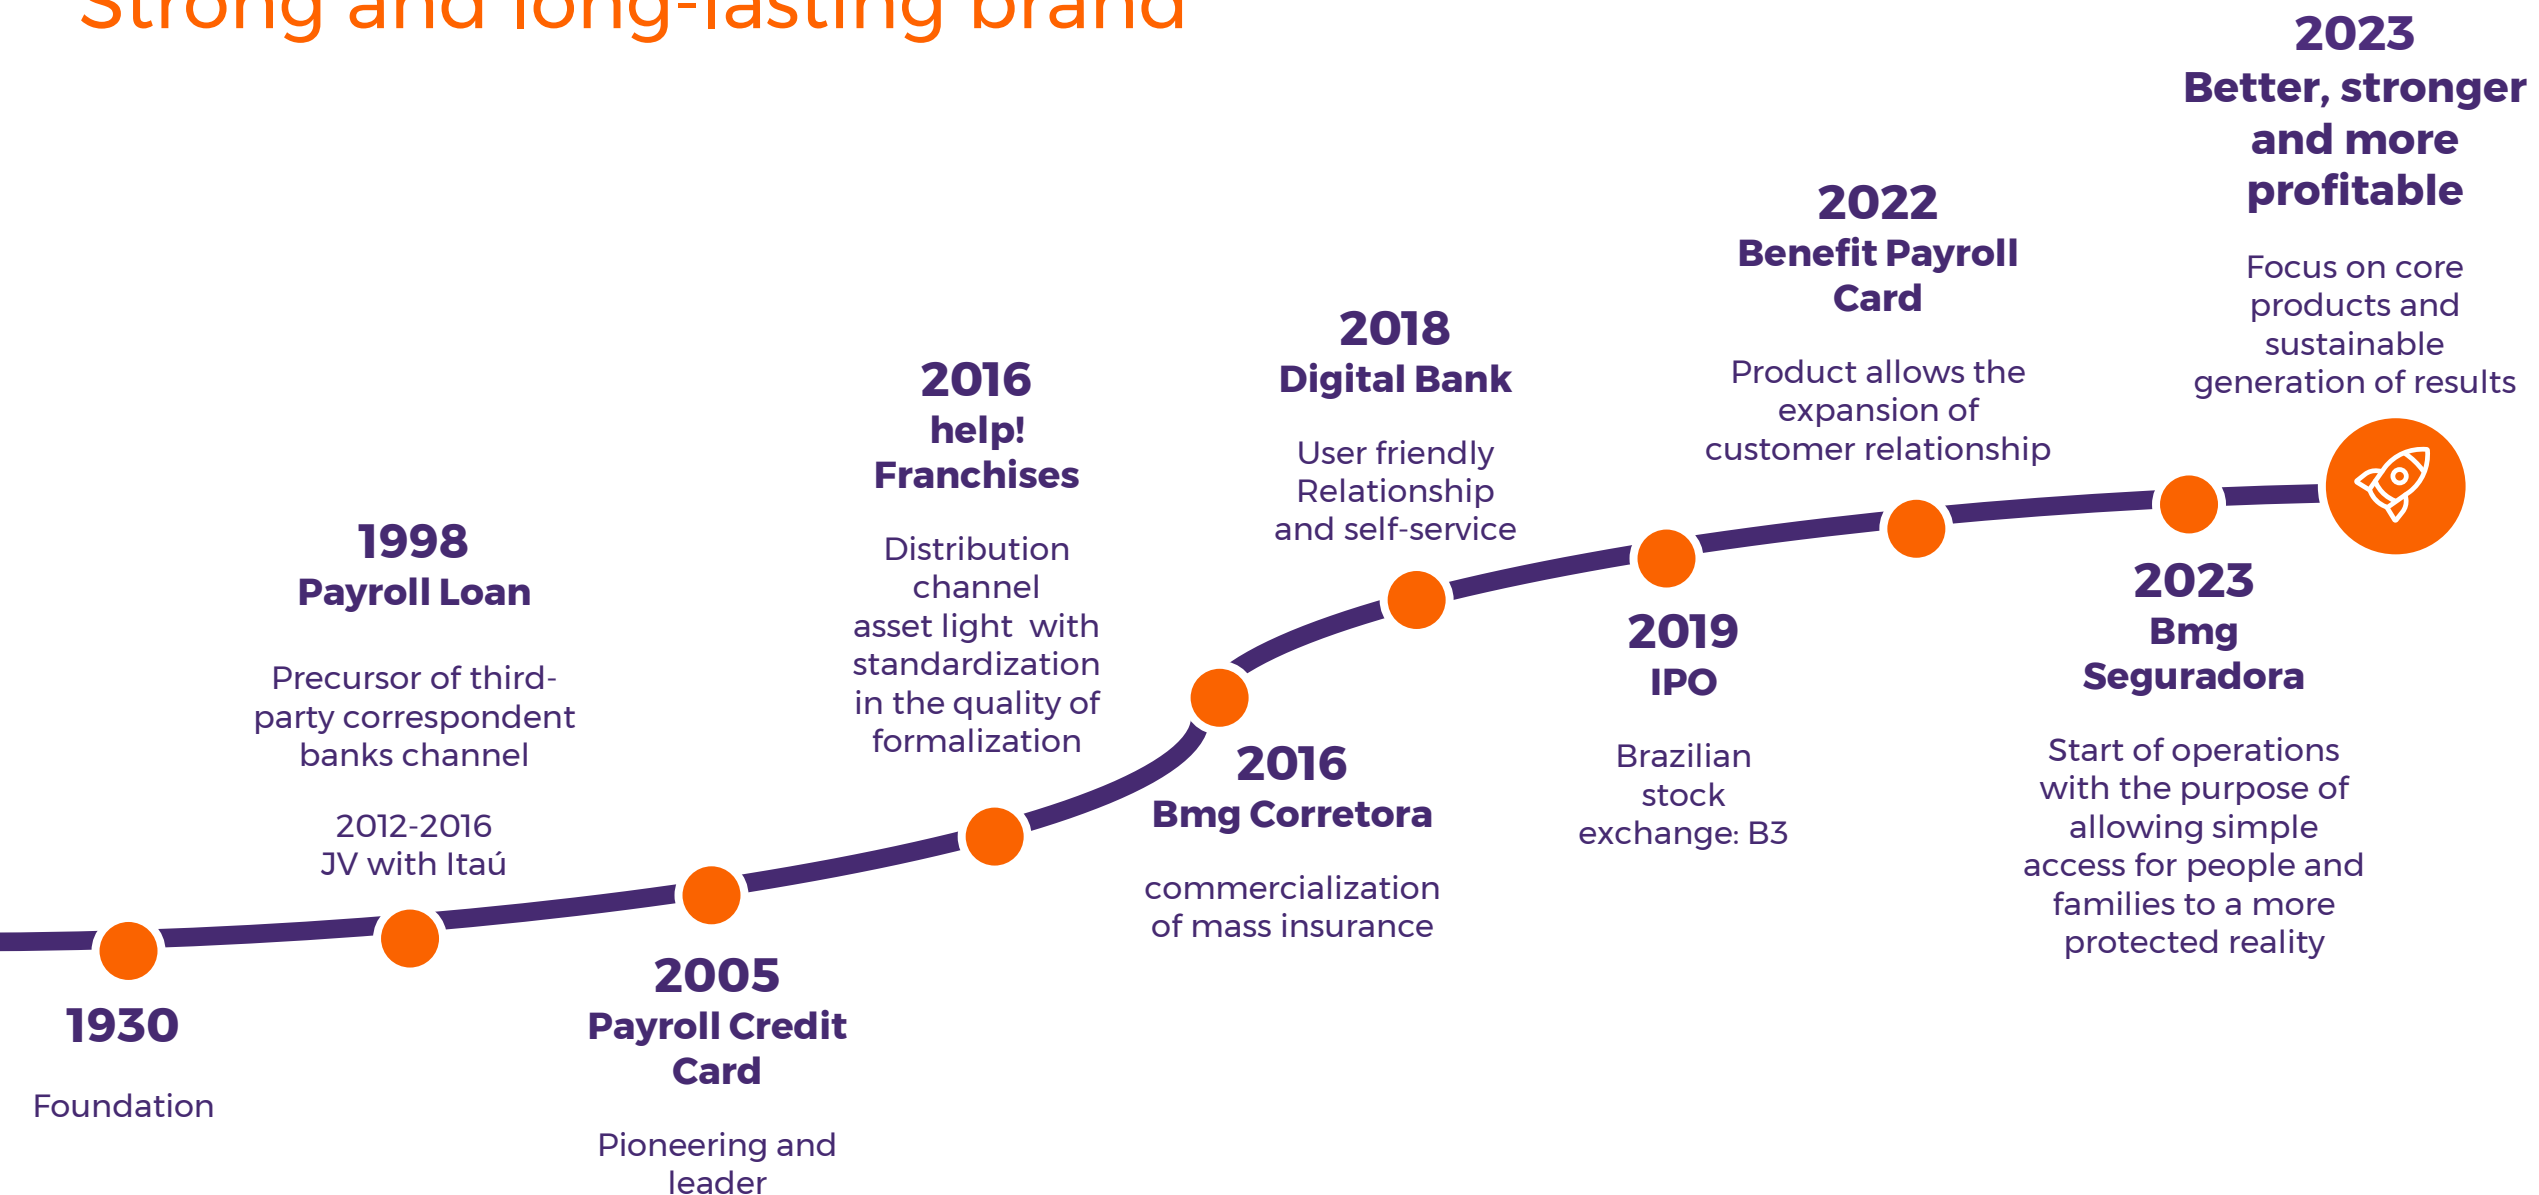 Strong and long-lasting brand
1930
Foundation
1998
Payroll Loan
Precursor of third-
party correspondent
banks channel
2012-2016
JV with Itaú
2005
Payroll Credit
Card
Pioneering and
leader
2016
help!
Franchises
Distribution
channel
asset light  with
standardization
in the quality of
formalization
2016
Bmg Corretora
commercialization
of mass insurance
2018
Digital Bank
User friendly
Relationship
and self-service
2019
IPO
Brazilian
stock
exchange: B3
2022
Benefit Payroll
Card
Product allows the
expansion of
customer relationship
2023
Bmg
Seguradora
Start of operations
with the purpose of
allowing simple
access for people and
families to a more
protected reality
2023
Better, stronger
and more
profitable
Focus on core
products and
sustainable
generation of results